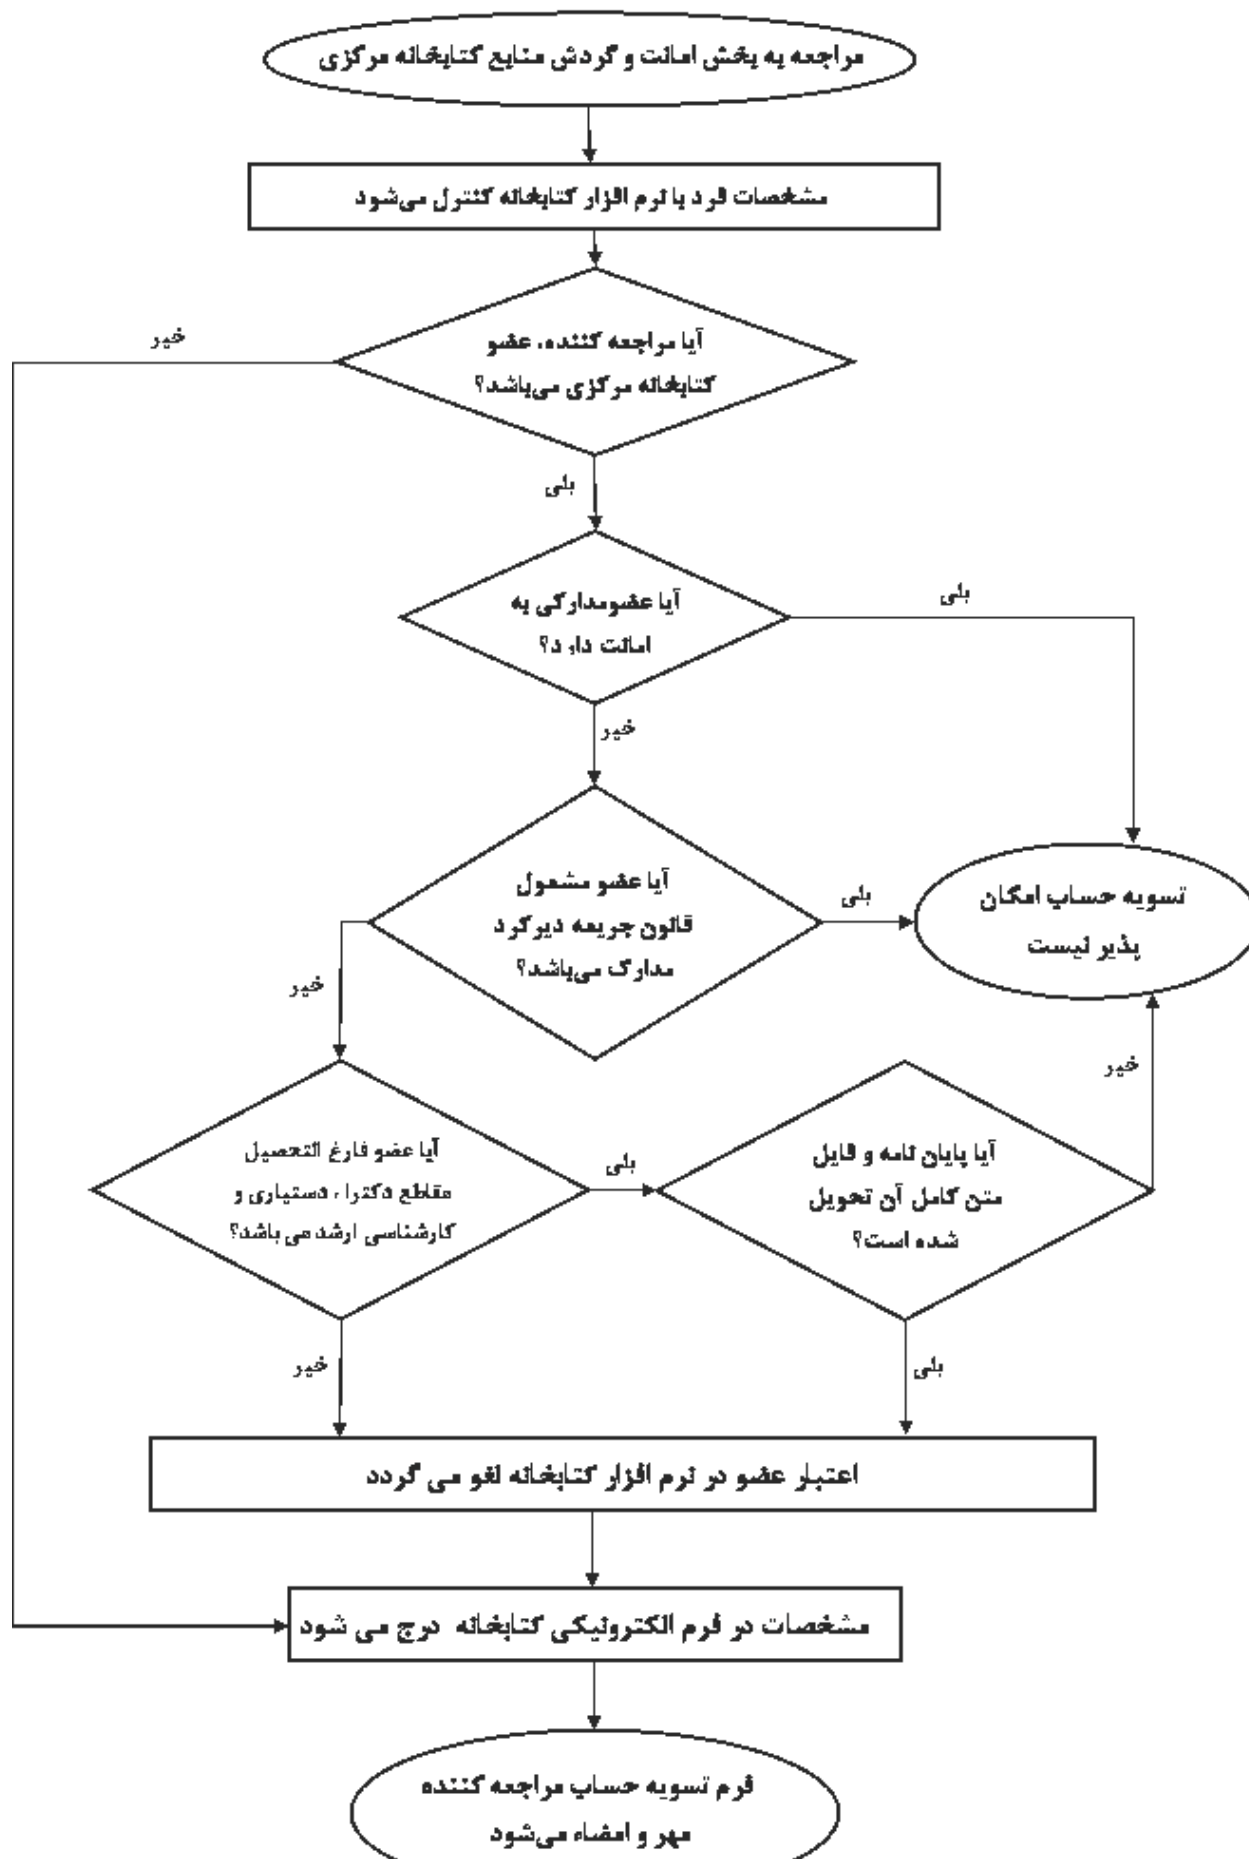 مراجعه به بخش امانت و گردش منابع کتابخانه مرکزی
مشخصات فرد با نرم افزار کتابخانه کنترل می‌شود
خیر
آیا مراجعه کننده، عضو
کتابخانه مرکزی می‌باشد؟
بلی
آیا عضومدارکی به
امانت دارد؟
بلی
خیر
آیا عضو مشمول
قانون جریمه دیرکرد
مدارک می‌باشد؟
بلی
تسویه حساب امکان
پذیر نیست
خیر
خیر
آیا عضو فارغ التحصیل
مقاطع دکترا، دستیاری و
کارشناسی ارشد می باشد؟
بلی
آیا پایان نامه و فایل
متن کامل آن تحویل
شده است؟
خیر
بلی
اعتبار عضو در نرم افزار کتابخانه لغو می گردد
مشخصات در فرم الکترونیکی کتابخانه درج می شود
فرم تسویه حساب مراجعه کننده
مهر و امضاء می‌شود